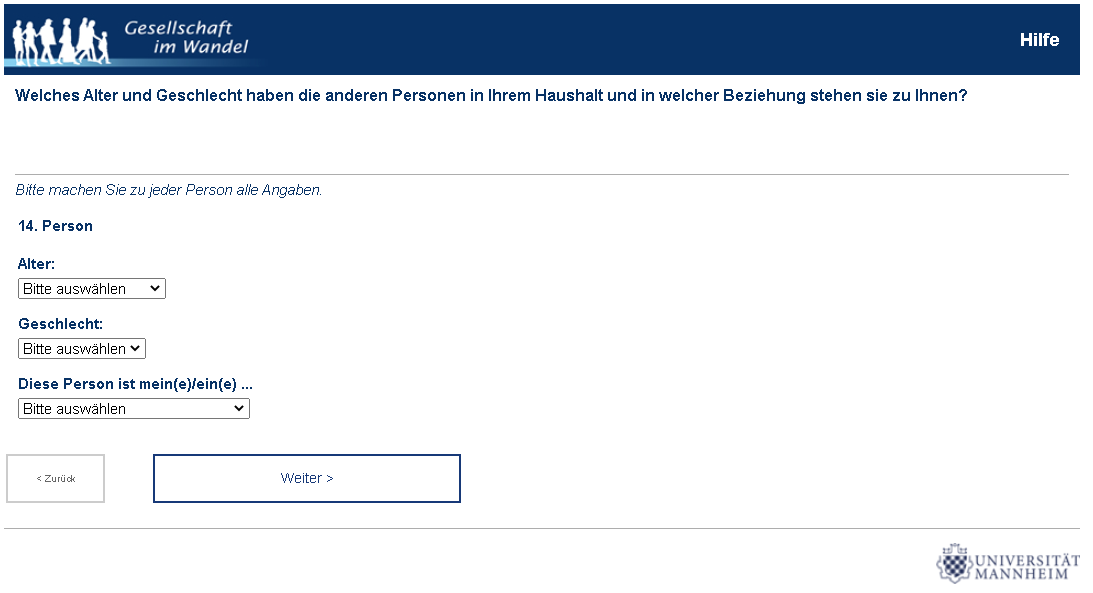 Gesellschaft
im Wandel
Hilfe
Welches Alter und Geschlecht haben die anderen Personen in Ihrem Haushalt und in welcher Beziehung stehen sie zu Ihnen?
Bitte machen Sie zu jeder Person alle Angaben.
14. Person
Alter:
Bitte auswählen
Geschlecht:
Bitte auswählen
Diese Person ist mein(e)/ein(e) ...
Bitte auswählen
< Zurück
Weiter >
UNIVERSITÄT
MANNHEIM